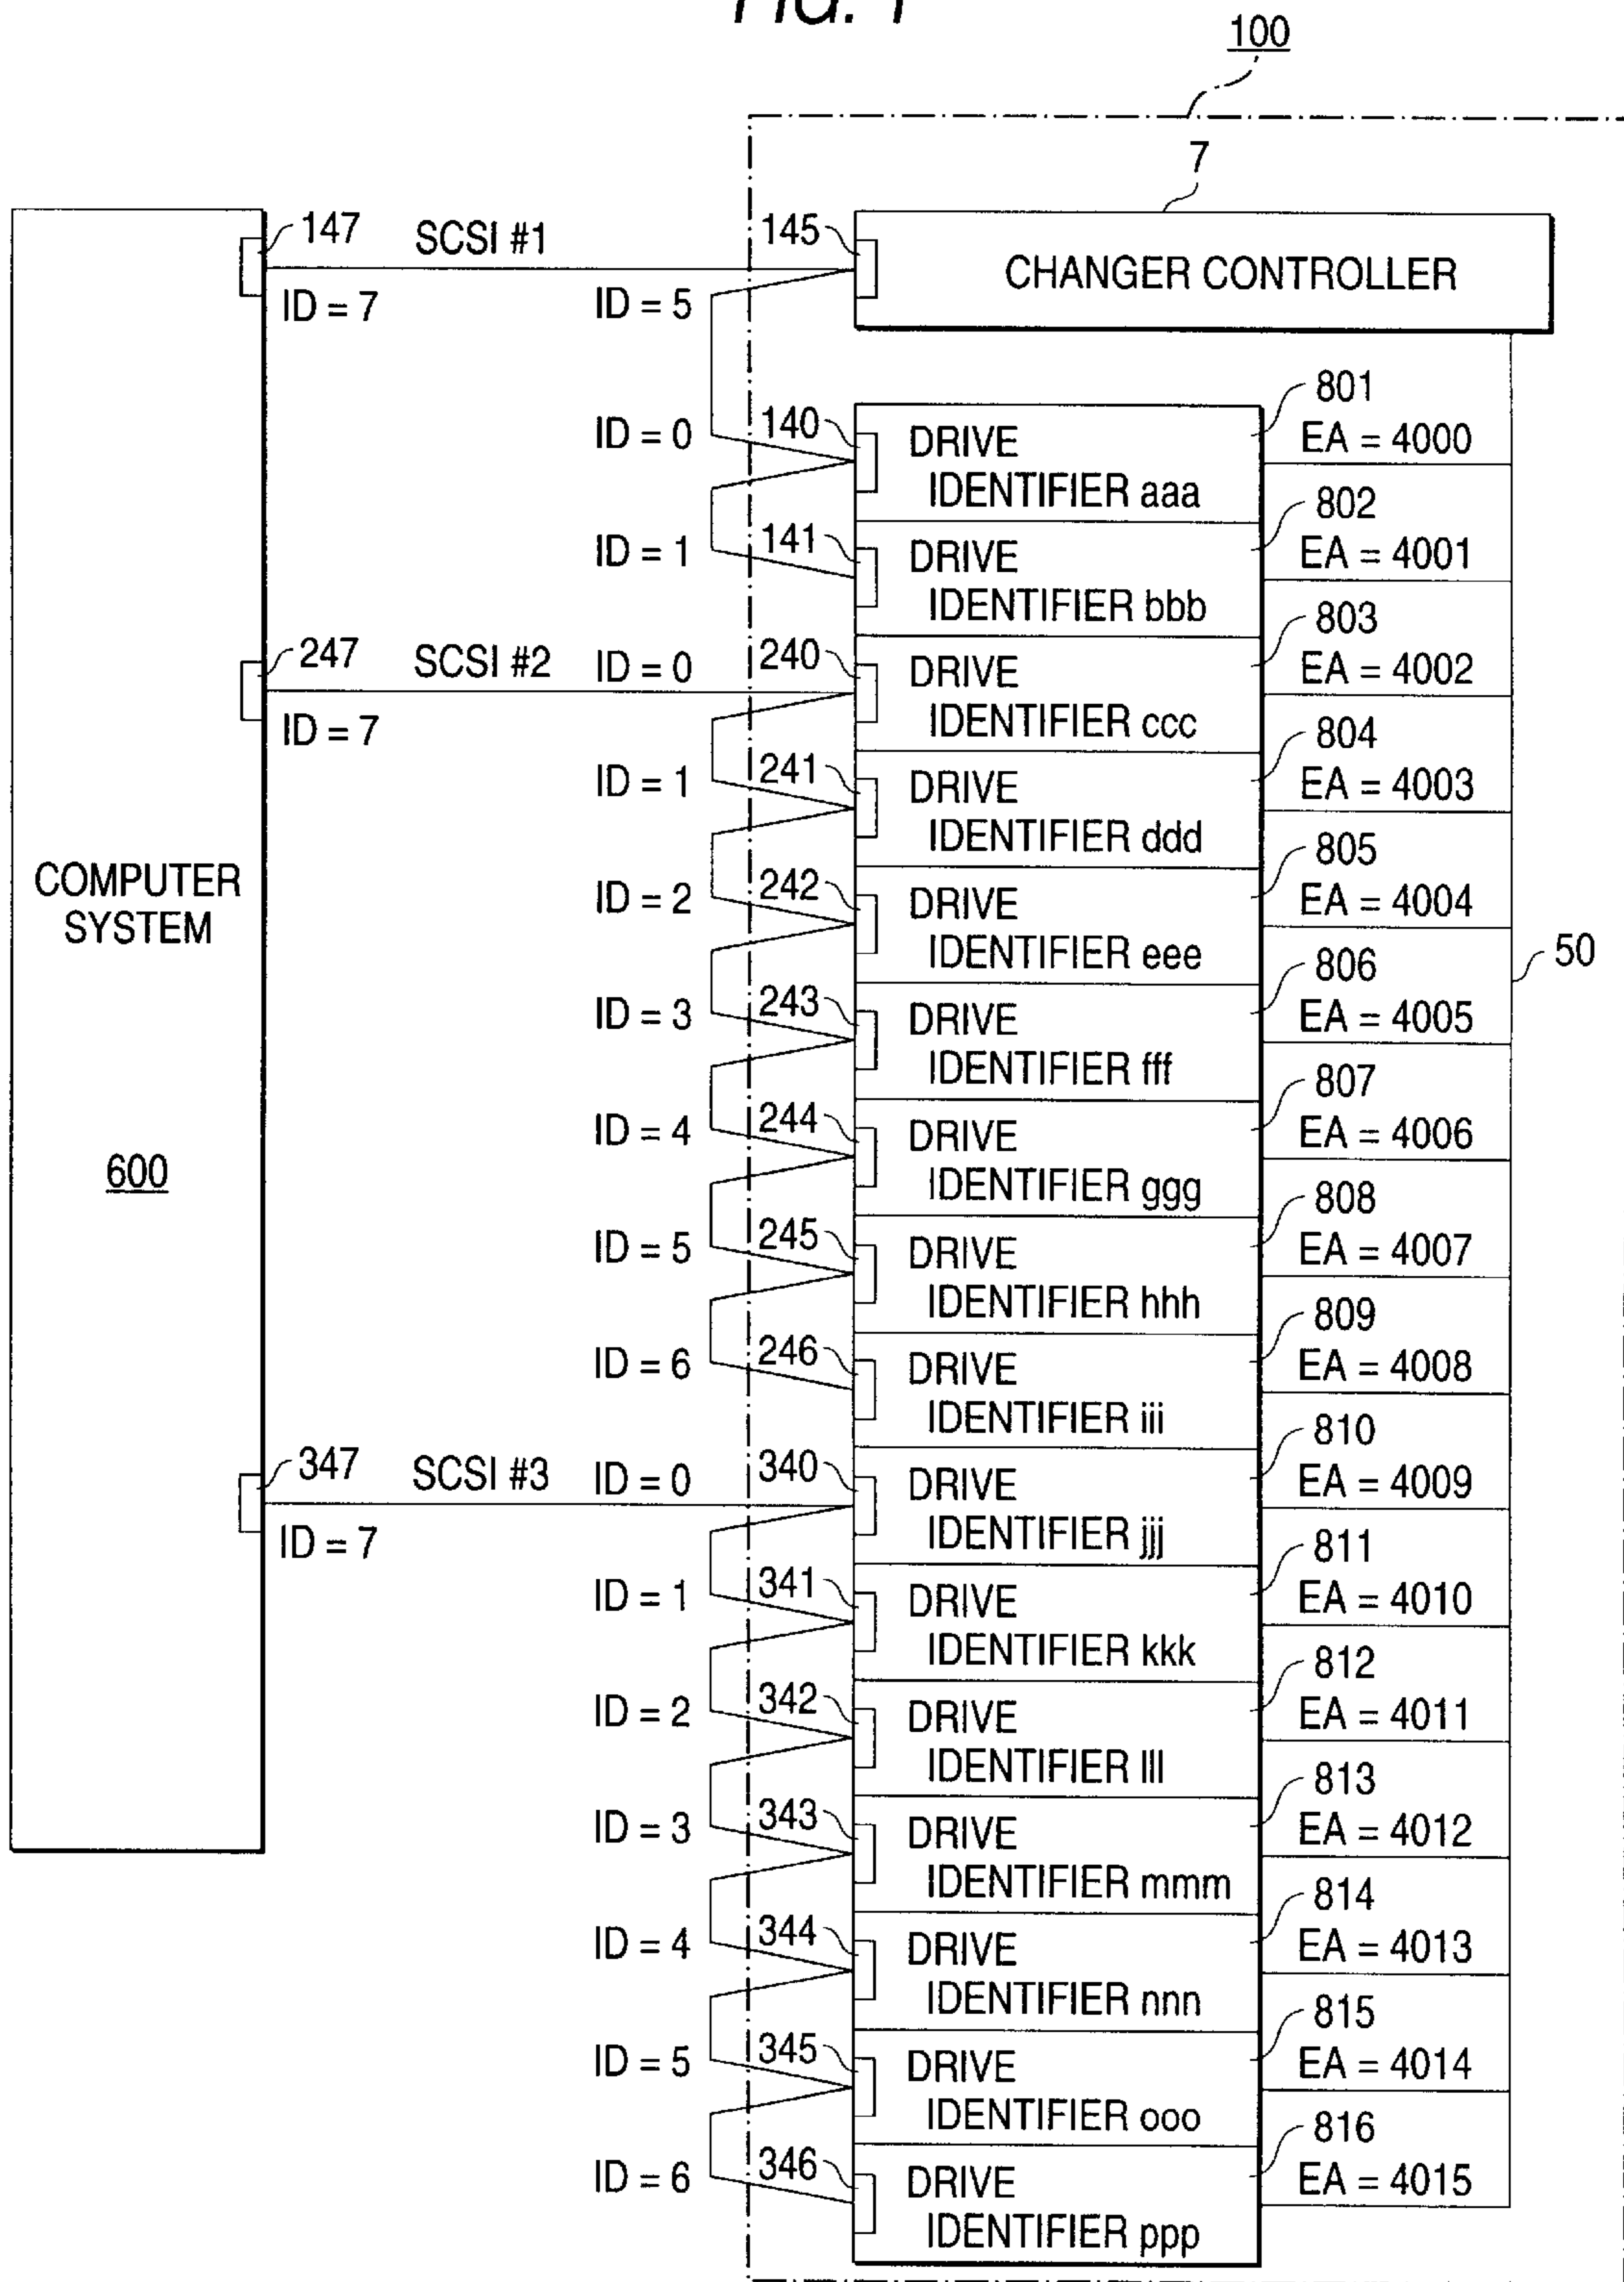 FIG. 1
100
7
147 SCSI #1 145 CHANGER CONTROLLER
ID = 7 ID = 5
801
ID = 0 140 DRIVE EA = 4000
IDENTIFIER aaa
802
ID = 1 141 DRIVE EA = 4001
IDENTIFIER bbb
803
247 SCSI #2 ID = 0 240 DRIVE EA = 4002
ID = 7 IDENTIFIER ccc
804
ID = 1 241 DRIVE EA = 4003
IDENTIFIER ddd
805
COMPUTER
SYSTEM
ID = 2 242 DRIVE EA = 4004
IDENTIFIER eee
50
806
ID = 3 243 DRIVE EA = 4005
IDENTIFIER fff
807
ID = 4 244 DRIVE EA = 4006
600
IDENTIFIER ggg
808
ID = 5 245 DRIVE EA = 4007
IDENTIFIER hhh
809
ID = 6 246 DRIVE EA = 4008
IDENTIFIER iii
810
347 SCSI #3 ID = 0 340 DRIVE EA = 4009
ID = 7 IDENTIFIER jjj
811
ID = 1 341 DRIVE EA = 4010
IDENTIFIER kkk
812
ID = 2 342 DRIVE EA = 4011
IDENTIFIER lll
813
ID = 3 343 DRIVE EA = 4012
IDENTIFIER mmm
814
ID = 4 344 DRIVE EA = 4013
IDENTIFIER nnn
815
ID = 5 345 DRIVE EA = 4014
IDENTIFIER ooo
816
ID = 6 346 DRIVE EA = 4015
IDENTIFIER ppp